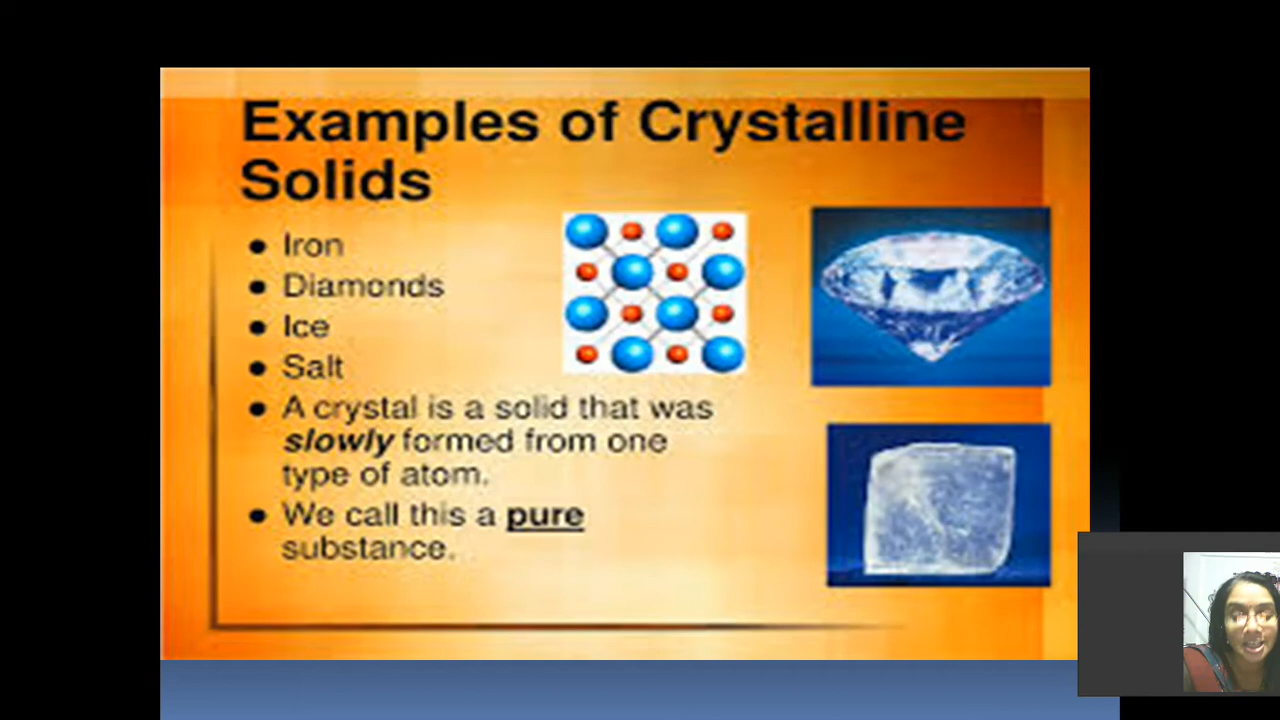 Examples of Crystalline
Solids
• Iron
• Diamonds
• Ice
• Salt
• A crystal is a solid that was
slowly formed from one
type of atom.
• We call this a pure
substance.